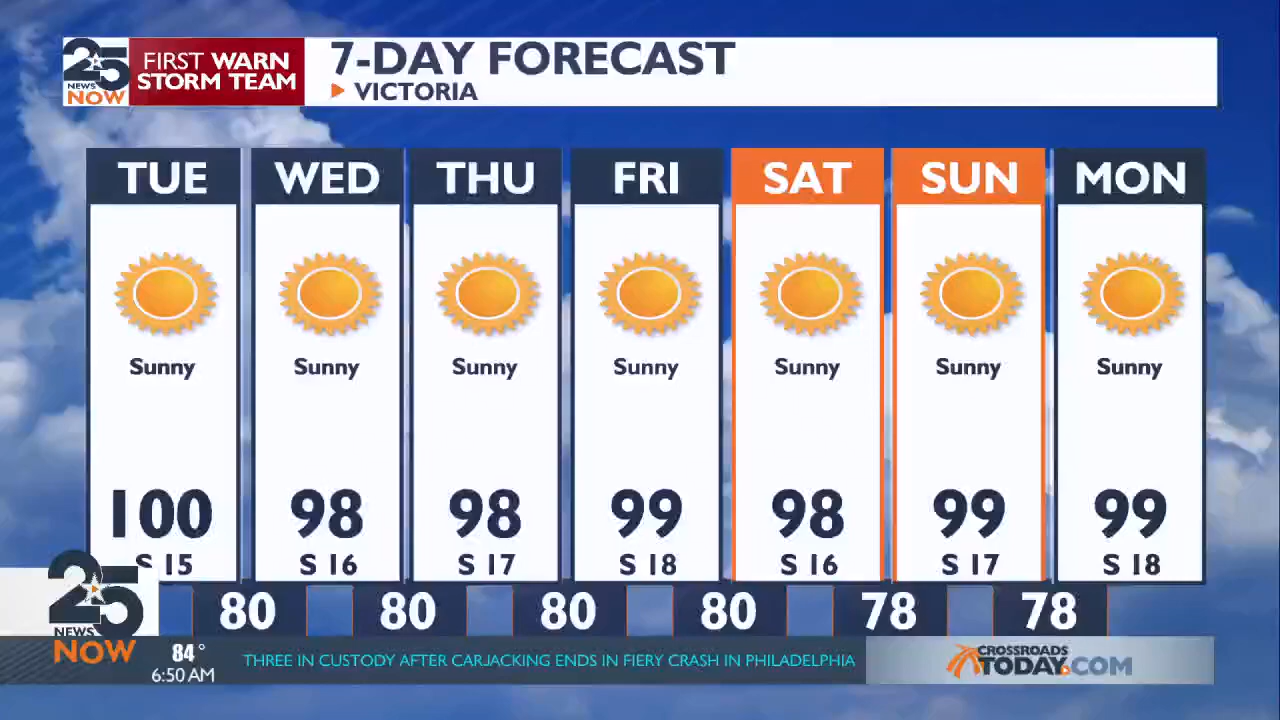 25
NEWS
NOW
FIRST WARN
STORM TEAM
7-DAY FORECAST
VICTORIA
TUE WED THU FRI SAT SUN MON
Sunny Sunny Sunny Sunny Sunny Sunny Sunny
100 98 98 99 98 99 99
S 15 S 16 S 17 S 18 S 16 S 17 S 18
80 80 80 80 78 78
25
NEWS
NOW
84°
6:50 AM
THREE IN CUSTODY AFTER CARJACKING ENDS IN FIERY CRASH IN PHILADELPHIA
CROSSROADS
TODAY.COM